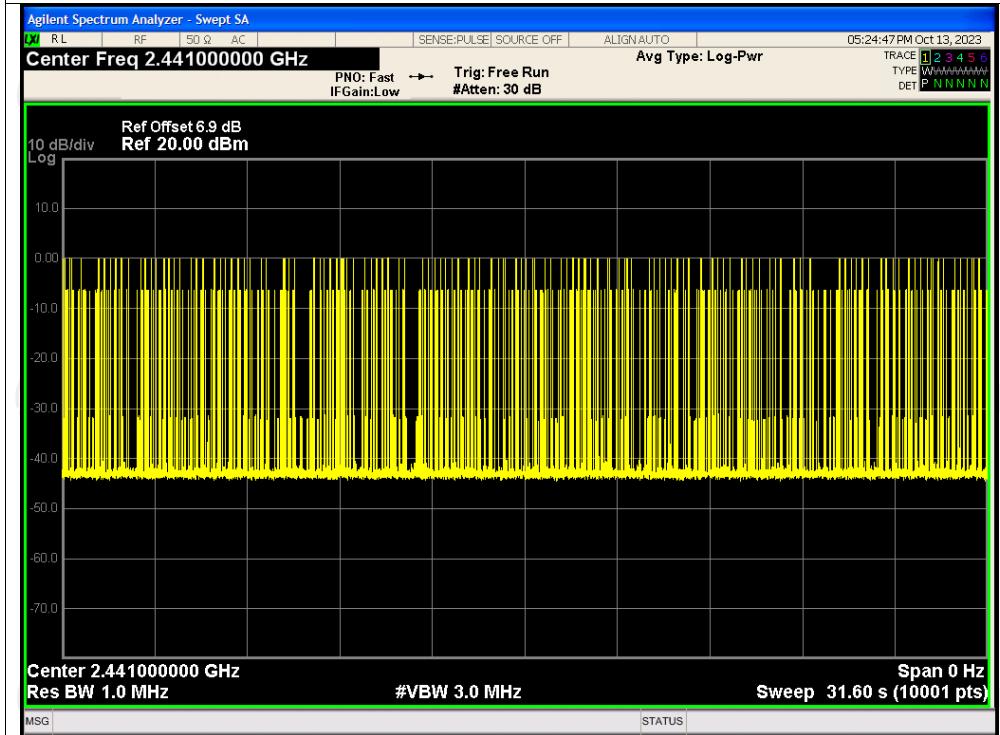 Agilent Spectrum Analyzer - Swept SA
LXI RL RF 50 Ω AC SENSE:PULSE SOURCE OFF ALIGNAUTO 05:24:47 PM Oct 13, 2023
Center Freq 2.441000000 GHz Avg Type: Log-Pwr TRACE 1 2 3 4 5 6
PNO: Fast Trig: Free Run TYPE W
IFGain:Low #Atten: 30 dB DET P N N N N N
Ref Offset 6.9 dB
10 dB/div Ref 20.00 dBm
Log
10.0
0.00
-10.0
-20.0
-30.0
-40.0
-50.0
-60.0
-70.0
Center 2.441000000 GHz Span 0 Hz
Res BW 1.0 MHz #VBW 3.0 MHz Sweep 31.60 s (10001 pts)
MSG STATUS